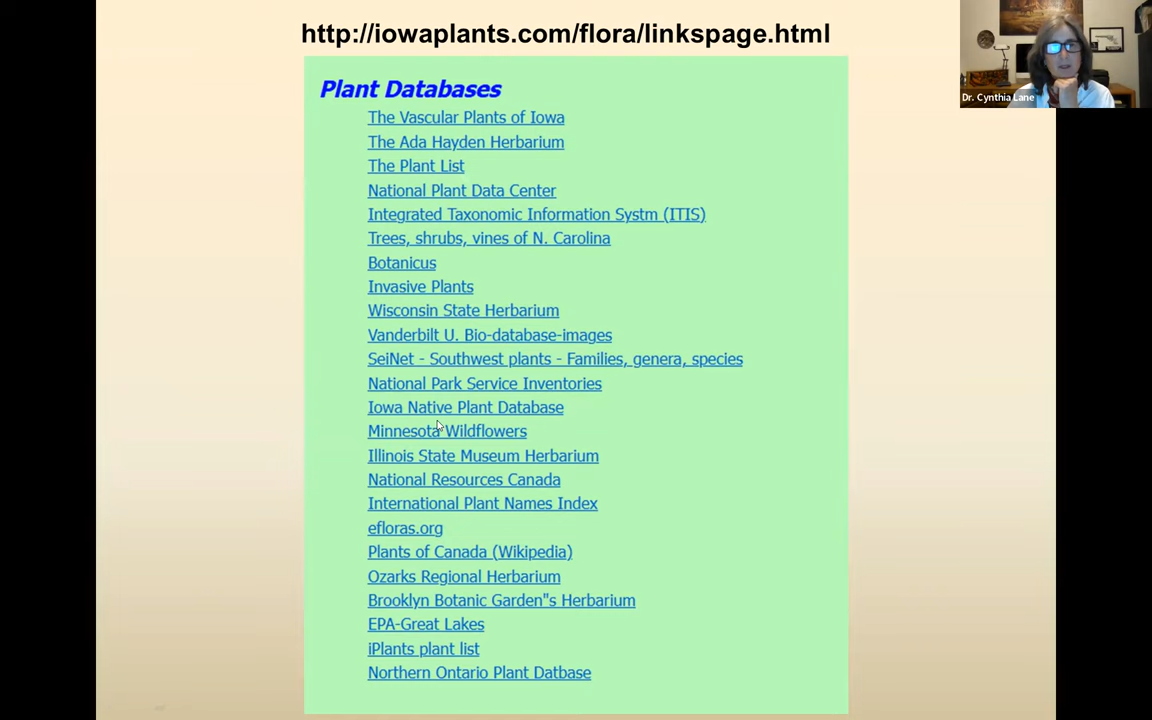 http://iowaplants.com/flora/linkspage.html
Dr. Cynthia Lane
Plant Databases
The Vascular Plants of Iowa
The Ada Hayden Herbarium
The Plant List
National Plant Data Center
Integrated Taxonomic Information Systm (ITIS)
Trees, shrubs, vines of N. Carolina
Botanicus
Invasive Plants
Wisconsin State Herbarium
Vanderbilt U. Bio-database-images
SeiNet - Southwest plants - Families, genera, species
National Park Service Inventories
Iowa Native Plant Database
Minnesota Wildflowers
Illinois State Museum Herbarium
National Resources Canada
International Plant Names Index
efloras.org
Plants of Canada (Wikipedia)
Ozarks Regional Herbarium
Brooklyn Botanic Garden"s Herbarium
EPA-Great Lakes
iPlants plant list
Northern Ontario Plant Datbase